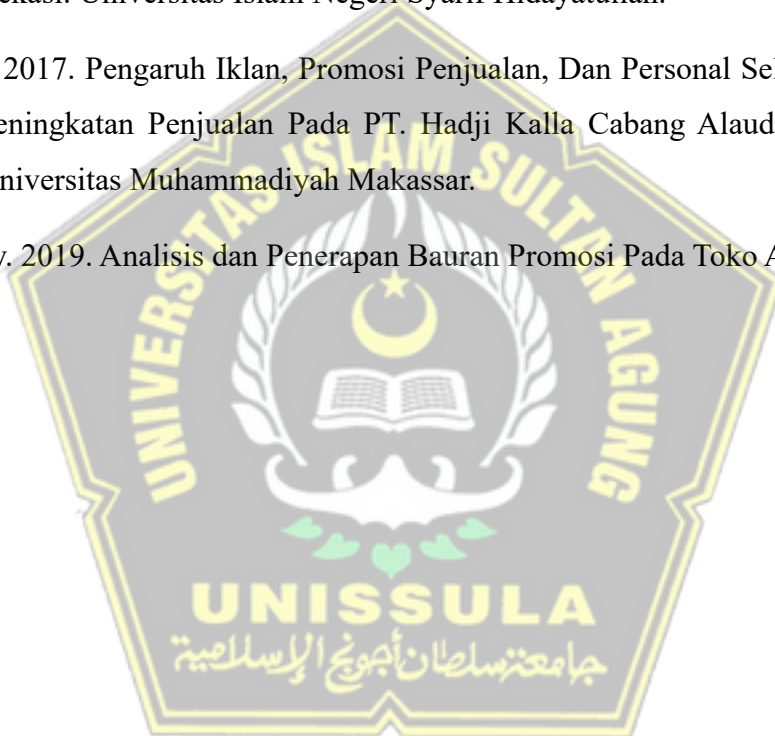 ekasi. Universitas Islam Negeri Syarif Hidayatullah.
2017. Pengaruh Iklan, Promosi Penjualan, Dan Personal Sel
eningkatan Penjualan Pada PT. Hadji Kalla Cabang Alaud
niversitas Muhammadiyah Makassar.
y. 2019. Analisis dan Penerapan Bauran Promosi Pada Toko A
UNIVERSITAS ISLAM SULTAN AGUNG
UNISSULA
جامعة سلطان أجونج الإسلامية